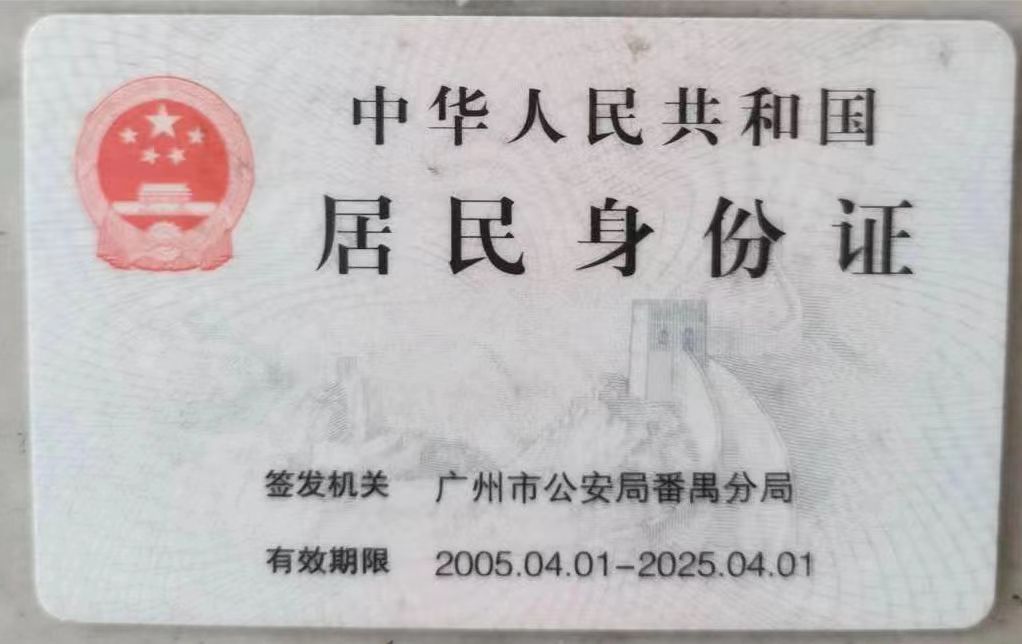 中华人民共和国
居民身份证
签发机关 广州市公安局番禺分局
有效期限 2005.04.01-2025.04.01